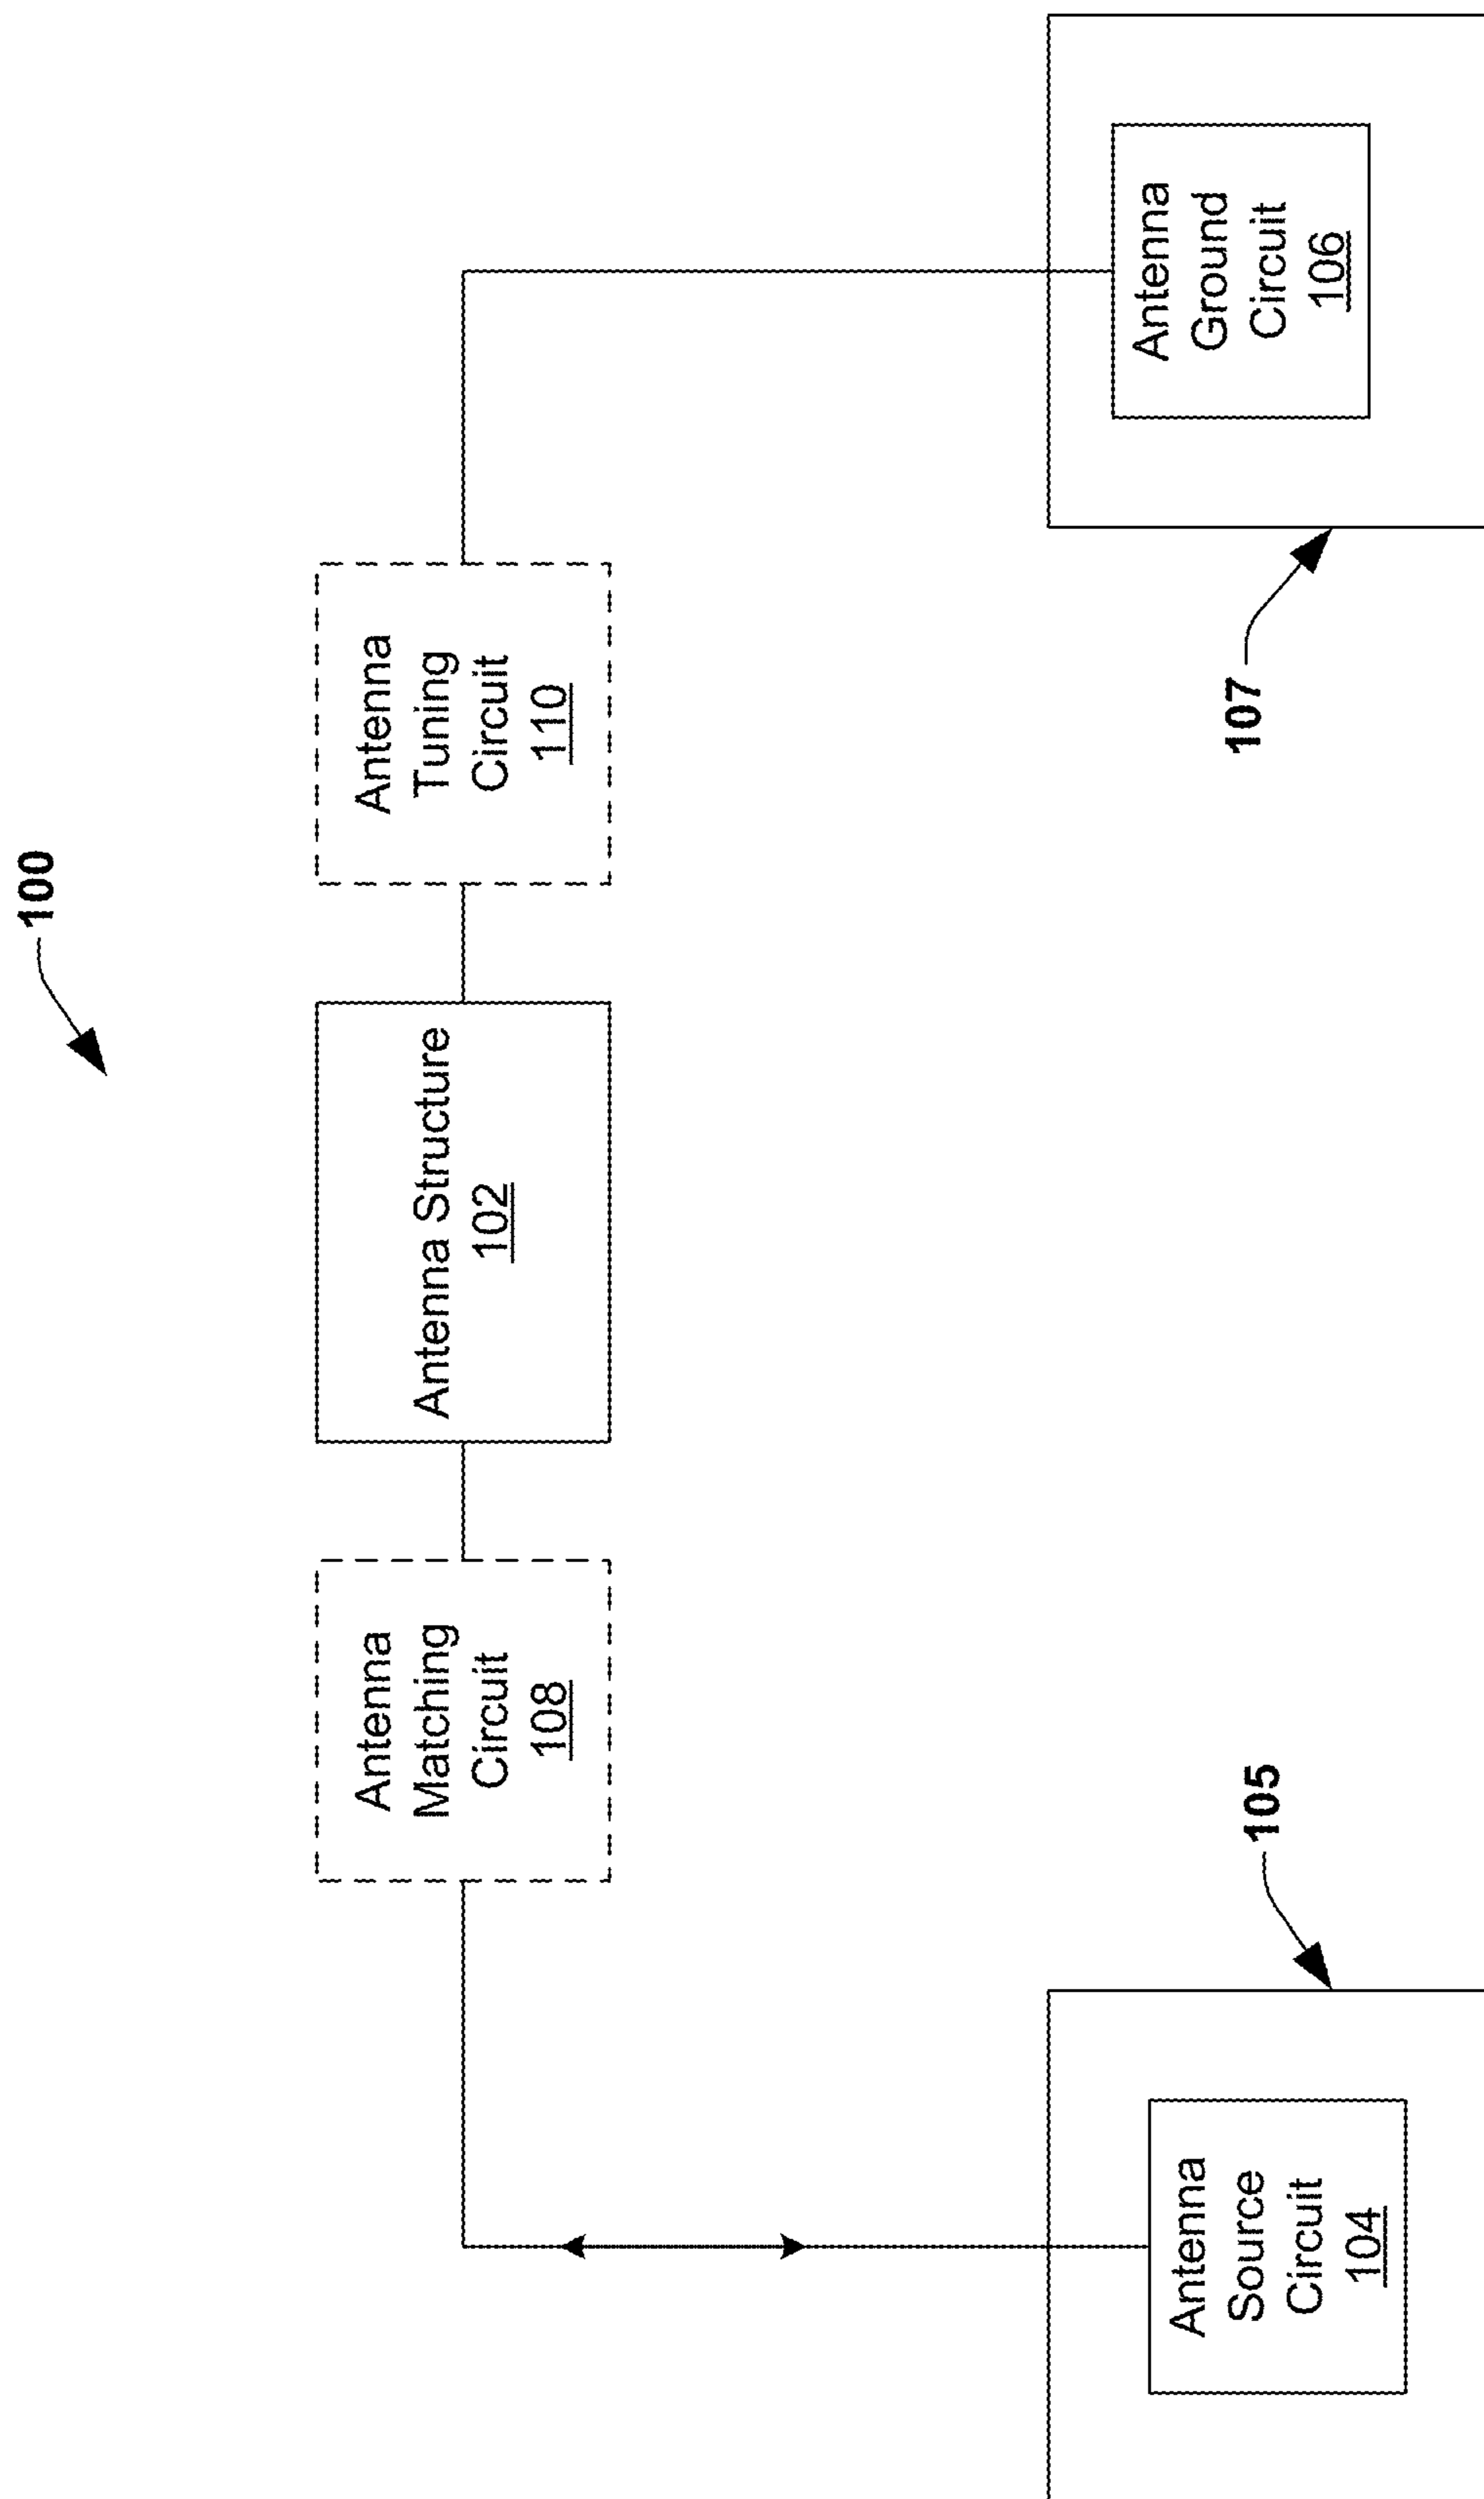 100
Antenna
Matching
Circuit
108
Antenna Structure
102
Antenna
Tuning
Circuit
110
105
107
Antenna
Source
Circuit
104
Antenna
Ground
Circuit
106